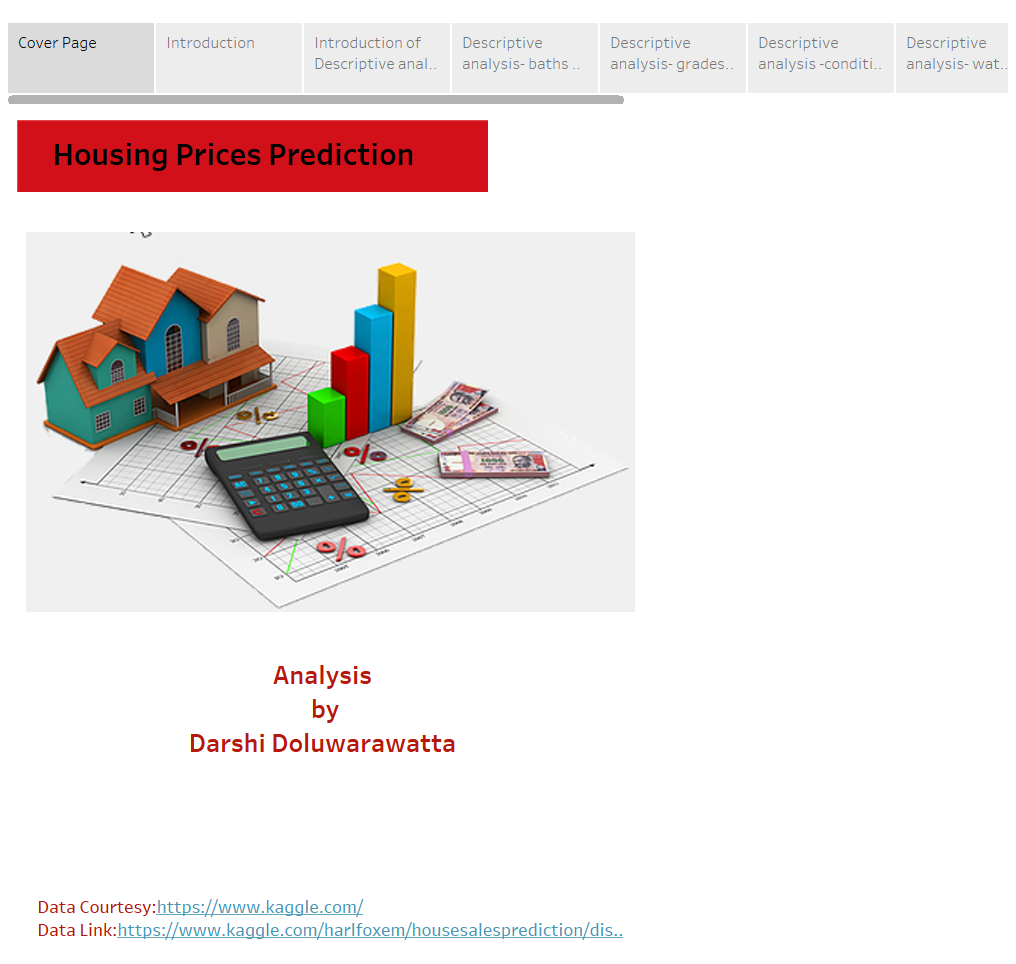 Cover Page
Introduction
Introduction of
Descriptive anal..
Descriptive
analysis- baths ..
Descriptive
analysis- grades..
Descriptive
analysis -conditi..
Descriptive
analysis- wat..
Housing Prices Prediction
Analysis
by
Darshi Doluwarawatta
Data Courtesy:https://www.kaggle.com/
Data Link:https://www.kaggle.com/harlfoxem/housesalesprediction/dis..